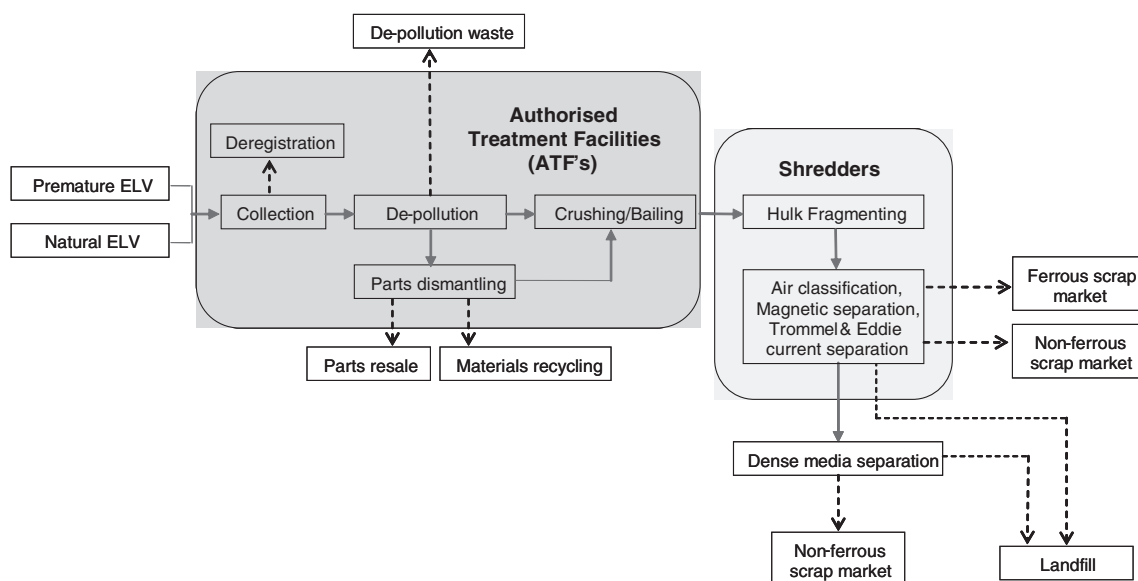 De-pollution waste
Authorised
Treatment Facilities
(ATF's)
Deregistration
Shredders
Premature ELV
Collection
De-pollution
Crushing/Bailing
Hulk Fragmenting
Natural ELV
Parts dismantling
Air classification,
Magnetic separation,
Trommel & Eddie
current separation
Ferrous scrap
market
Non-ferrous
scrap market
Parts resale
Materials recycling
Dense media separation
Non-ferrous
scrap market
Landfill